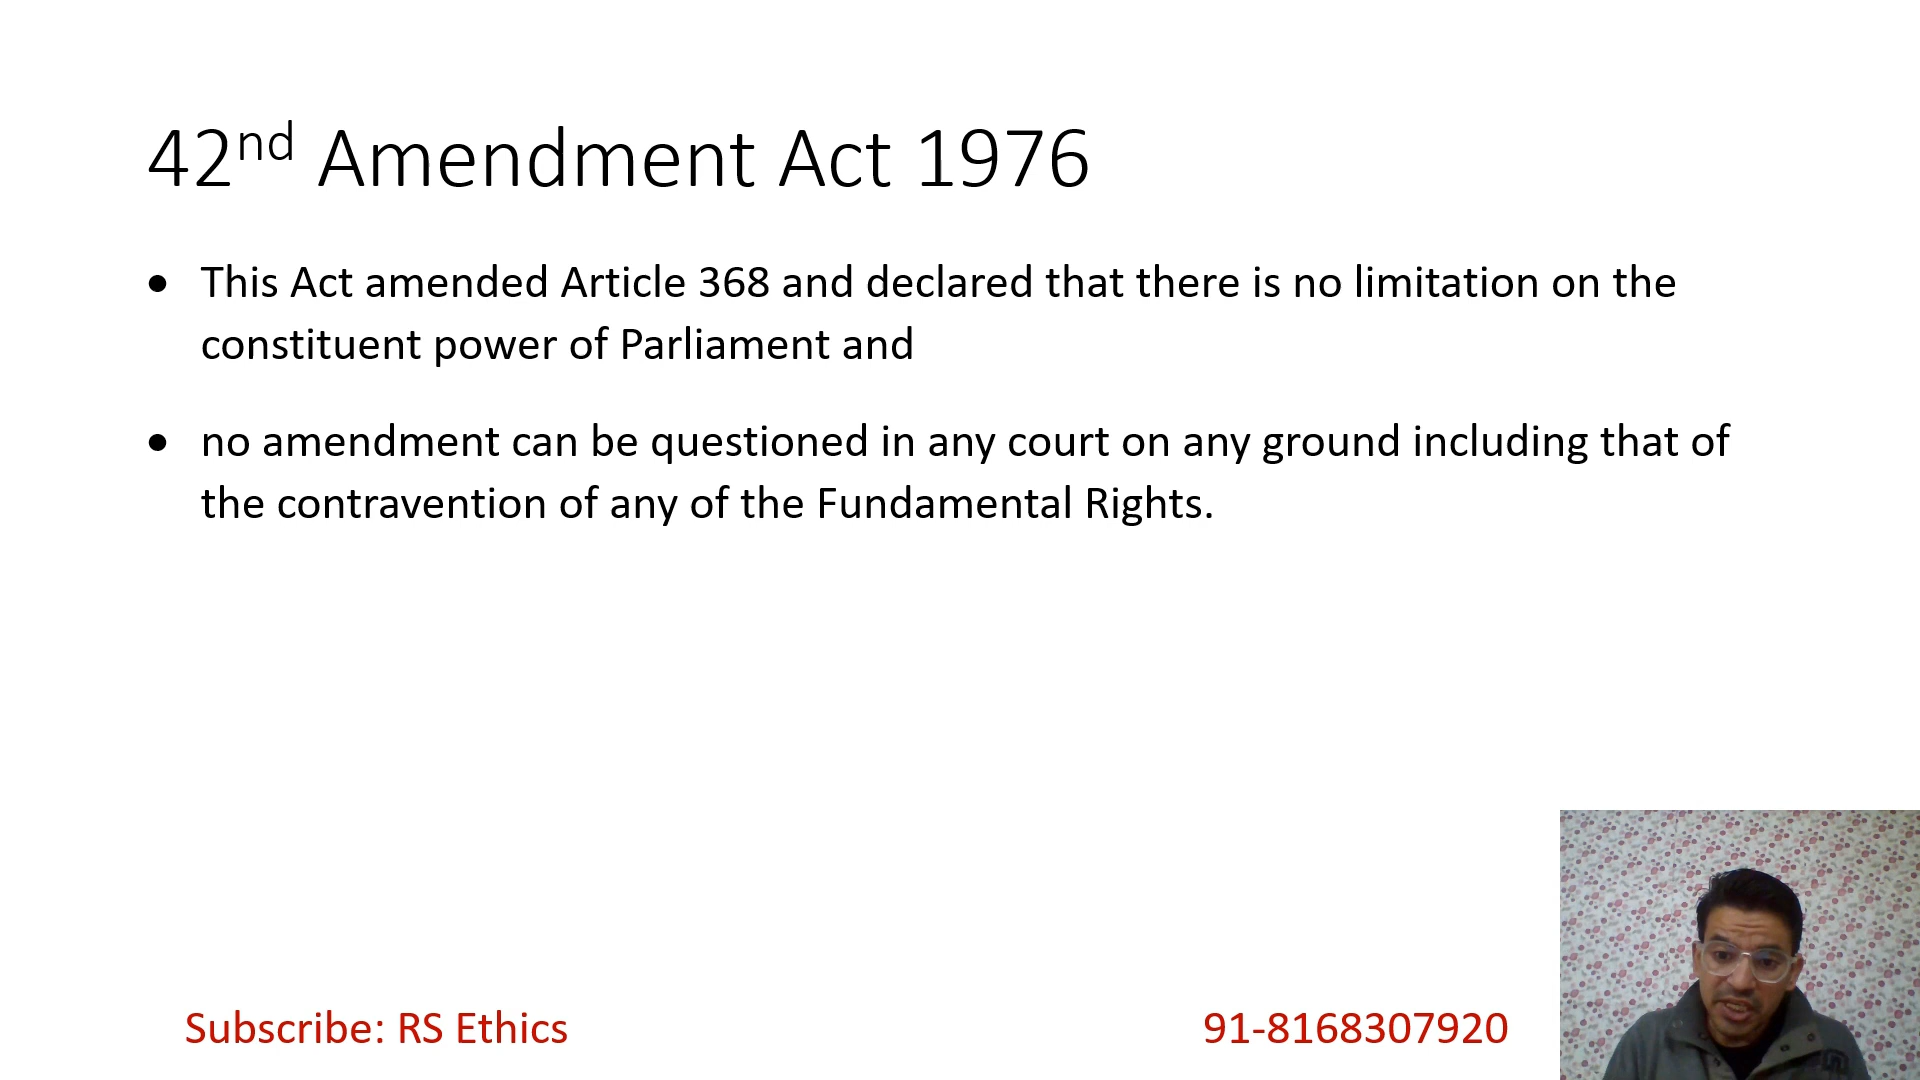 42nd Amendment Act 1976
• This Act amended Article 368 and declared that there is no limitation on the
constituent power of Parliament and
• no amendment can be questioned in any court on any ground including that of
the contravention of any of the Fundamental Rights.
Subscribe: RS Ethics
91-8168307920